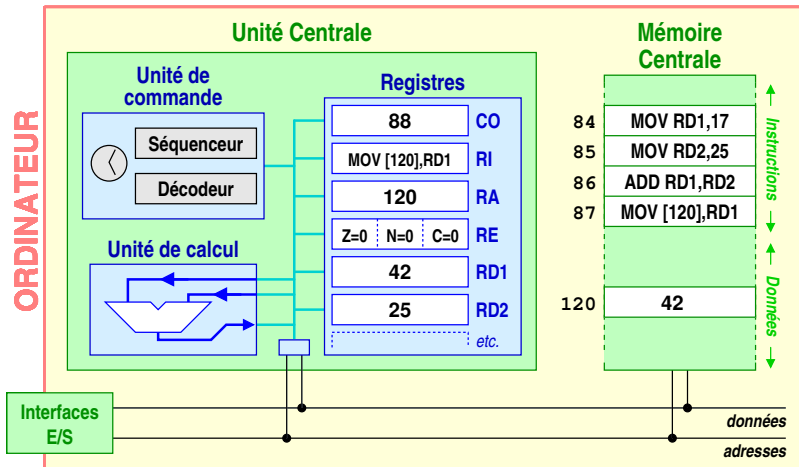 ORDINATEUR
Unité Centrale
Unité de
commande
Séquenceur
Décodeur
Unité de calcul
Registres
88 CO
MOV [120],RD1 RI
120 RA
Z=0 N=0 C=0 RE
42 RD1
25 RD2
etc.
Mémoire
Centrale
84 MOV RD1,17
85 MOV RD2,25
86 ADD RD1,RD2
87 MOV [120],RD1
120 42
Instructions
Données
Interfaces
E/S
données
adresses